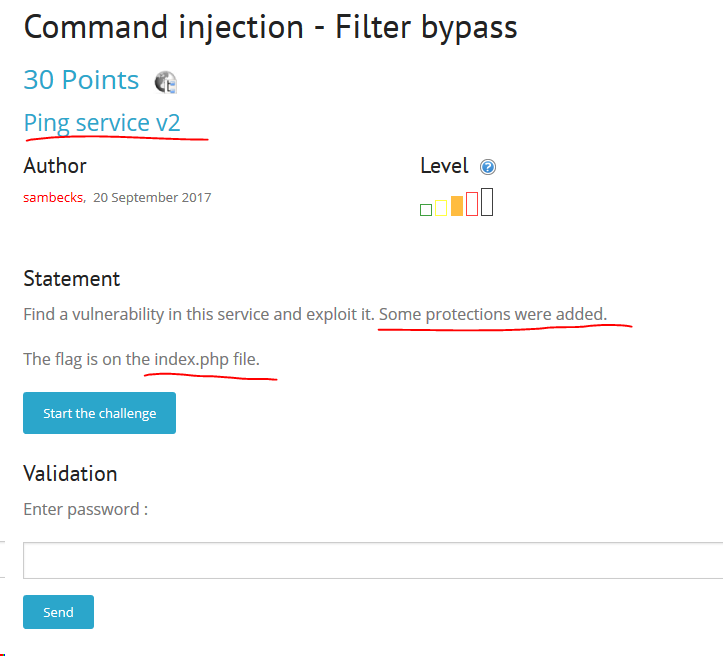 Command injection - Filter bypass
30 Points
Ping service v2
Author
Level
sambecks, 20 September 2017
Statement
Find a vulnerability in this service and exploit it. Some protections were added.
The flag is on the index.php file.
Start the challenge
Validation
Enter password :
Send